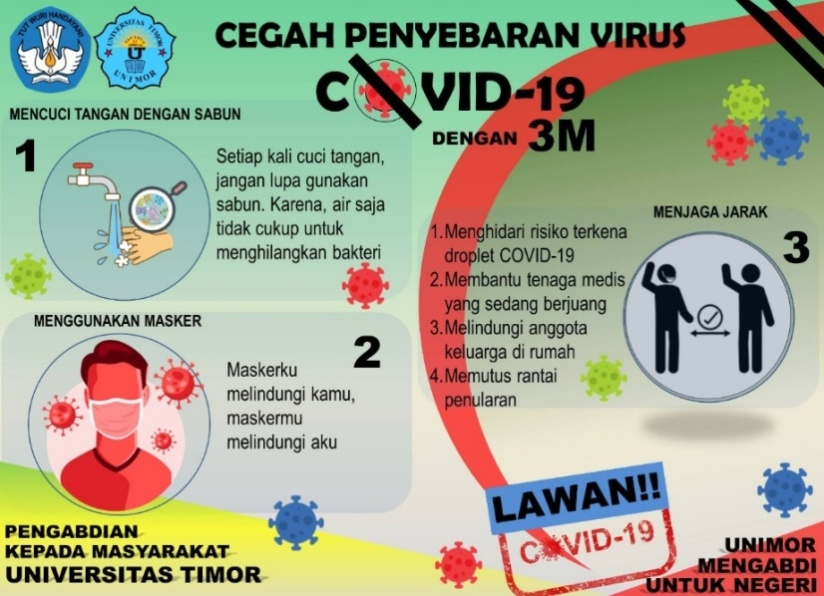 TUT WURI HANDAYANI
UNIVERSITAS TIMOR
UT
UNIMOR
CEGAH PENYEBARAN VIRUS
COVID-19
DENGAN 3M
MENCUCI TANGAN DENGAN SABUN
1
Setiap kali cuci tangan,
jangan lupa gunakan
sabun. Karena, air saja
tidak cukup untuk
menghilangkan bakteri
MENGGUNAKAN MASKER
2
Maskerku
melindungi kamu,
maskermu
melindungi aku
MENJAGA JARAK
3
1.Menghidari risiko terkena
droplet COVID-19
2.Membantu tenaga medis
yang sedang berjuang
3.Melindungi anggota
keluarga di rumah
4.Memutus rantai
penularan
LAWAN!!
COVID-19
PENGABDIAN
KEPADA MASYARAKAT
UNIVERSITAS TIMOR
UNIMOR
MENGABDI
UNTUK NEGERI